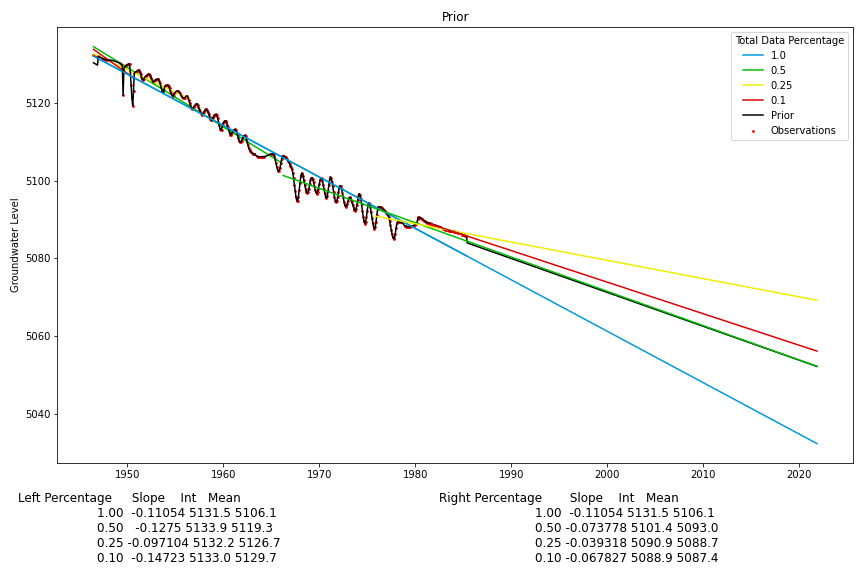 Prior
Total Data Percentage
1.0
0.5
0.25
0.1
Prior
Observations
Groundwater Level
5120
5100
5080
5060
5040
1950 1960 1970 1980 1990 2000 2010 2020
Left Percentage Slope Int Mean
1.00 -0.11054 5131.5 5106.1
0.50 -0.1275 5133.9 5119.3
0.25 -0.097104 5132.2 5126.7
0.10 -0.14723 5133.0 5129.7
Right Percentage Slope Int Mean
1.00 -0.11054 5131.5 5106.1
0.50 -0.073778 5101.4 5093.0
0.25 -0.039318 5090.9 5088.7
0.10 -0.067827 5088.9 5087.4